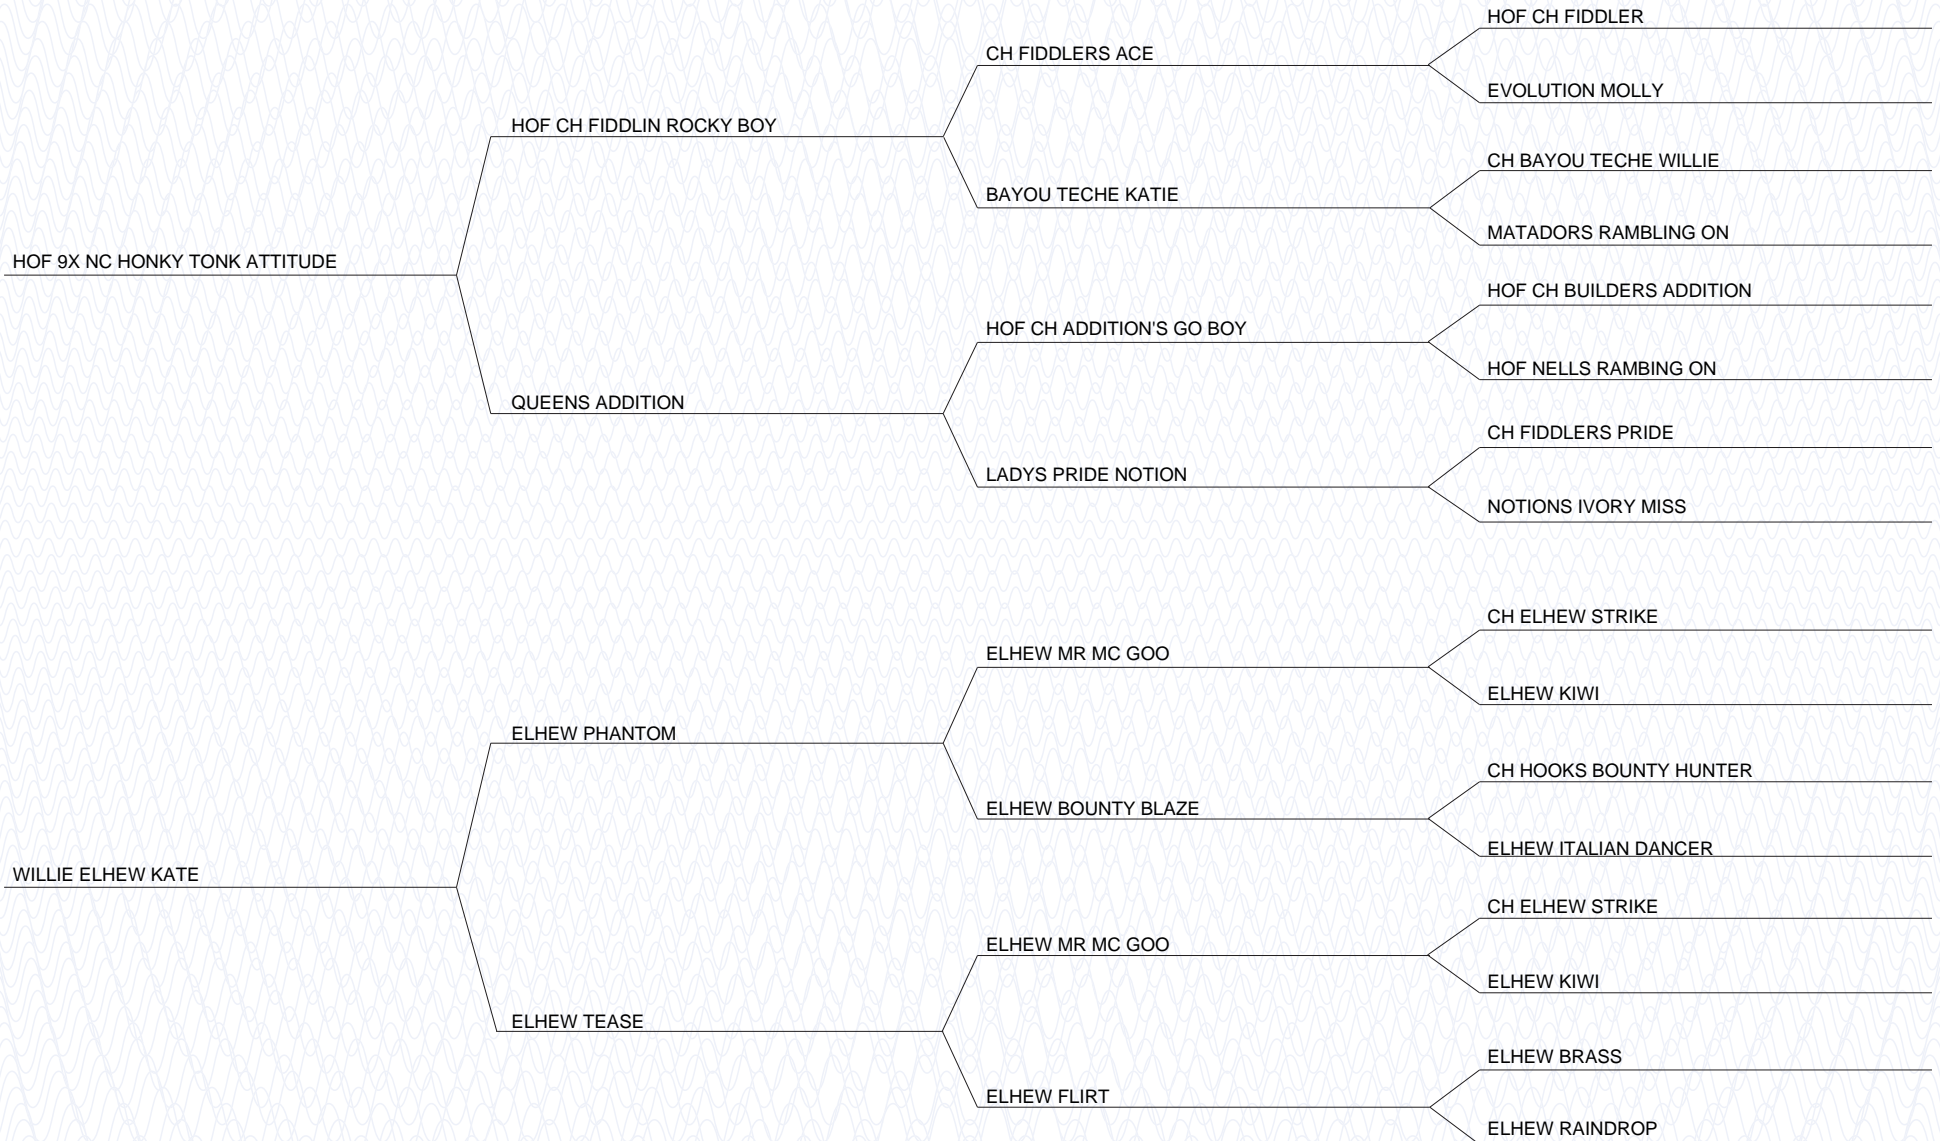 HOF CH FIDDLER
CH FIDDLERS ACE
EVOLUTION MOLLY
HOF CH FIDDLIN ROCKY BOY
CH BAYOU TECHE WILLIE
BAYOU TECHE KATIE
MATADORS RAMBLING ON
HOF 9X NC HONKY TONK ATTITUDE
HOF CH BUILDERS ADDITION
HOF CH ADDITION'S GO BOY
HOF NELLS RAMBING ON
QUEENS ADDITION
CH FIDDLERS PRIDE
LADYS PRIDE NOTION
NOTIONS IVORY MISS
CH ELHEW STRIKE
ELHEW MR MC GOO
ELHEW KIWI
ELHEW PHANTOM
CH HOOKS BOUNTY HUNTER
ELHEW BOUNTY BLAZE
ELHEW ITALIAN DANCER
WILLIE ELHEW KATE
CH ELHEW STRIKE
ELHEW MR MC GOO
ELHEW KIWI
ELHEW TEASE
ELHEW BRASS
ELHEW FLIRT
ELHEW RAINDROP